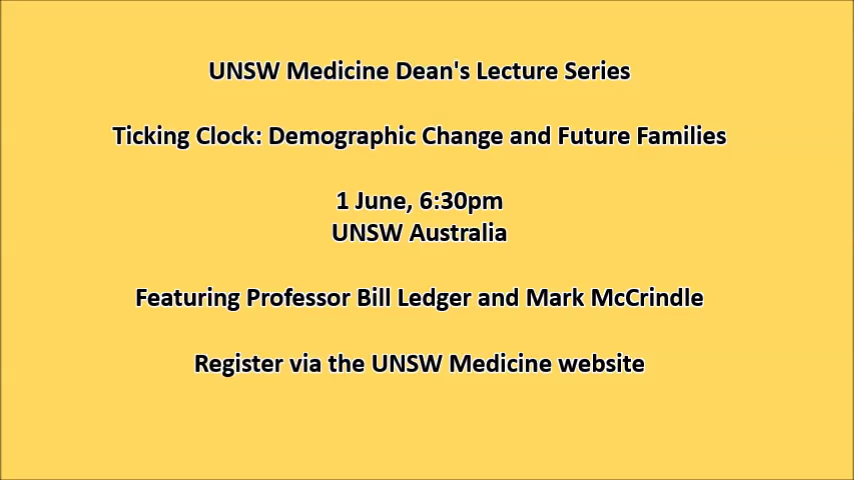 UNSW Medicine Dean's Lecture Series
Ticking Clock: Demographic Change and Future Families
1 June, 6:30pm
UNSW Australia
Featuring Professor Bill Ledger and Mark McCrindle
Register via the UNSW Medicine website